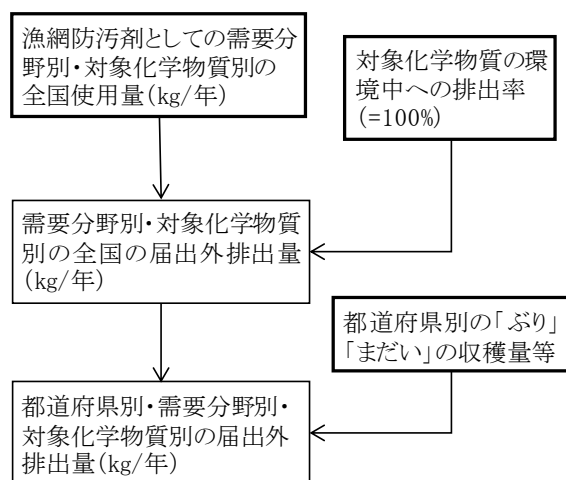 漁網防汚剤としての需要分
野別・対象化学物質別の
全国使用量(kg/年)
対象化学物質の環
境中への排出率
(=100%)
需要分野別・対象化学物質
別の全国の届出外排出量
(kg/年)
都道府県別の「ぶり」
「まだい」の収穫量等
都道府県別・需要分野別・
対象化学物質別の届出外
排出量(kg/年)